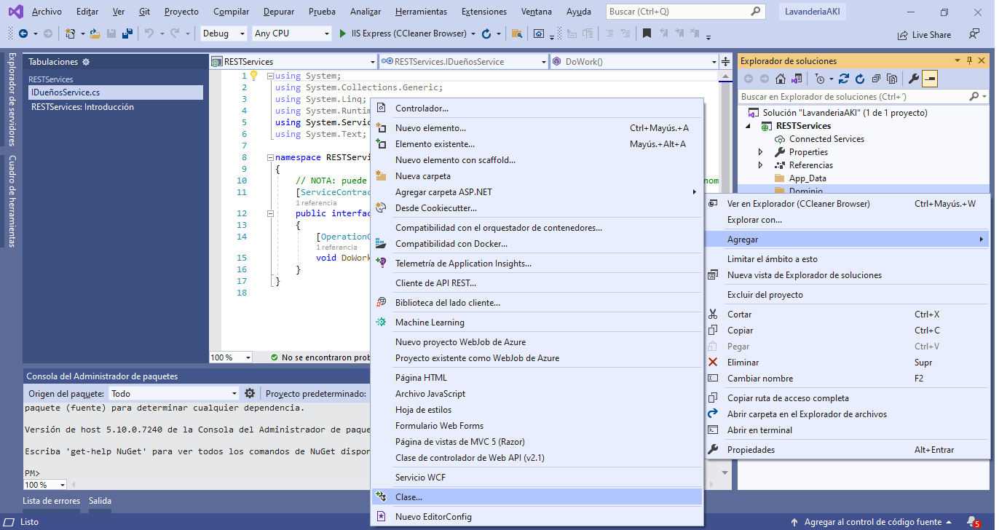 Archivo Editar Ver Git Proyecto Compilar Depurar Prueba Analizar Herramientas Extensiones Ventana Ayuda Buscar (Ctrl+Q) LavanderiaAKI
Debug Any CPU IIS Express (CCleaner Browser) Live Share
Explorador de servidores
Cuadro de herramientas
Tabulaciones
RESTServices
IDueñosService.cs
RESTServices: Introducción
RESTServices RESTServices.IDueñosService DoWork()
1 using System;
2 using System.Collections.Generic;
3 using System.Linq;
4 using System.Runtim
5 using System.Servic
6 using System.Text;
7
8 namespace RESTServi
9 {
10 // NOTA: puede nom
11 [ServiceContrac
1 referencia
12 public interfac
13 {
14 [OperationC
1 referencia
15 void DoWork
16 }
17 }
18
100 % No se encontraron prob
Controlador...
Nuevo elemento... Ctrl+Mayús.+A
Elemento existente... Mayús.+Alt+A
Nuevo elemento con scaffold...
Nueva carpeta
Agregar carpeta ASP.NET
Desde Cookiecutter...
Compatibilidad con el orquestador de contenedores...
Compatibilidad con Docker...
Telemetría de Application Insights...
Cliente de API REST...
Biblioteca del lado cliente...
Machine Learning
Nuevo proyecto WebJob de Azure
Proyecto existente como WebJob de Azure
Página HTML
Archivo JavaScript
Hoja de estilos
Formulario Web Forms
Página de vistas de MVC 5 (Razor)
Clase de controlador de Web API (v2.1)
Servicio WCF
Clase...
Nuevo EditorConfig
Explorador de soluciones
Buscar en Explorador de soluciones (Ctrl+´)
Solución "LavanderiaAKI" (1 de 1 proyecto)
RESTServices
Connected Services
Properties
Referencias
App_Data
Dominio
Ver en Explorador (CCleaner Browser) Ctrl+Mayús.+W
Explorar con...
Agregar
Limitar el ámbito a esto
Nueva vista de Explorador de soluciones
Excluir del proyecto
Cortar Ctrl+X
Copiar Ctrl+C
Pegar Ctrl+V
Eliminar Supr
Cambiar nombre F2
Copiar ruta de acceso completa
Abrir carpeta en el Explorador de archivos
Abrir en terminal
Propiedades Alt+Entrar
Consola del Administrador de paquetes
Origen del paquete: Todo Proyecto predeterminado:
paquete (fuente) para determinar cualquier dependencia.
Versión de host 5.10.0.7240 de la Consola del Administrador de paque
Escriba 'get-help NuGet' para ver todos los comandos de NuGet dispon
PM>
100 %
Lista de errores Salida
Listo Agregar al control de código fuente 5